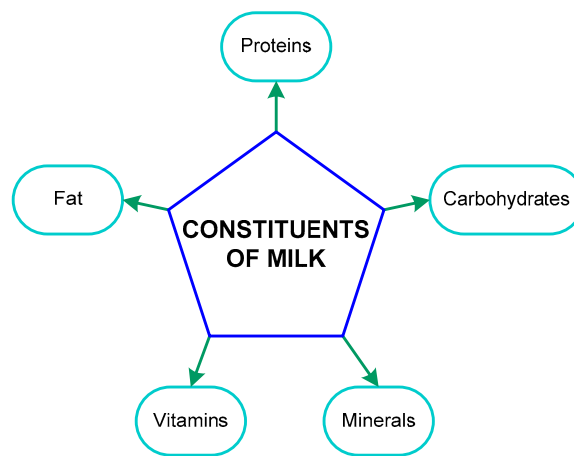 Proteins
Fat
Carbohydrates
CONSTITUENTS
OF MILK
Vitamins
Minerals